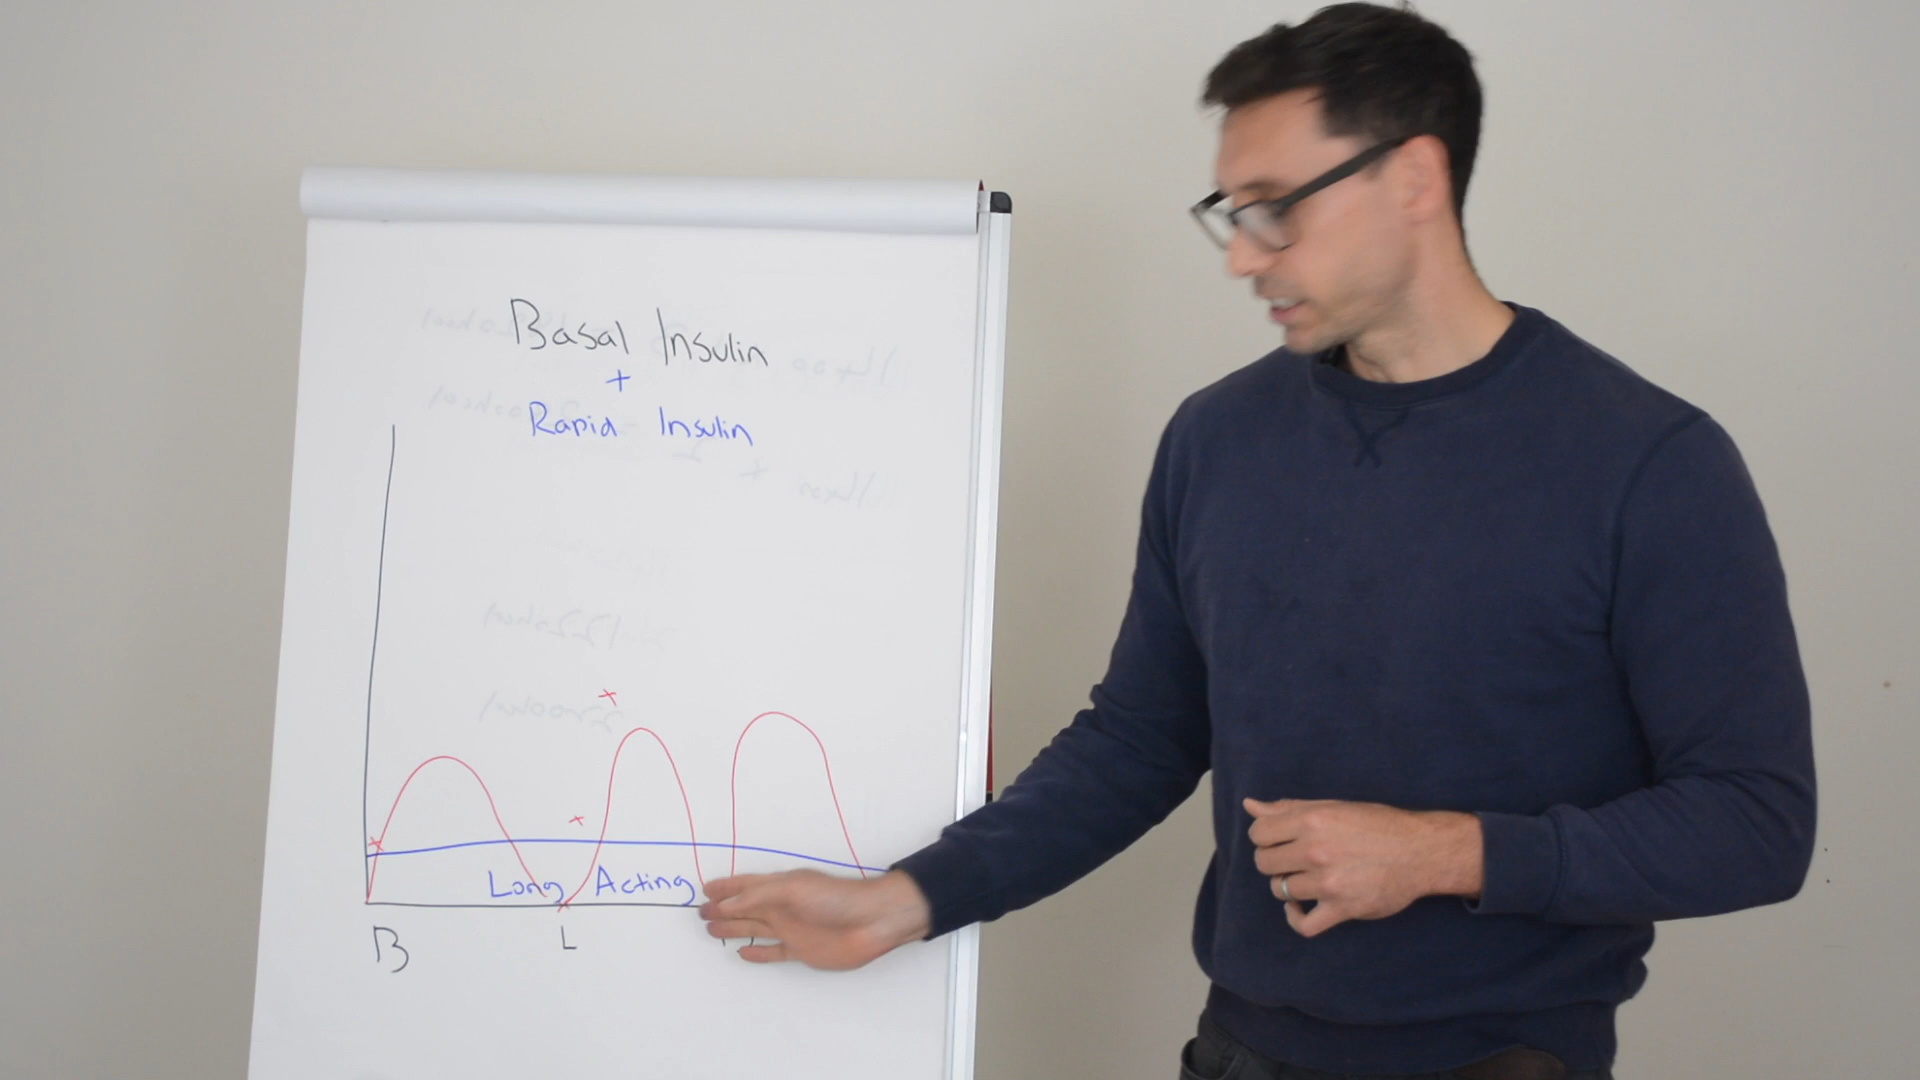 Basal Insulin
+
Rapid Insulin
Long Acting
B L